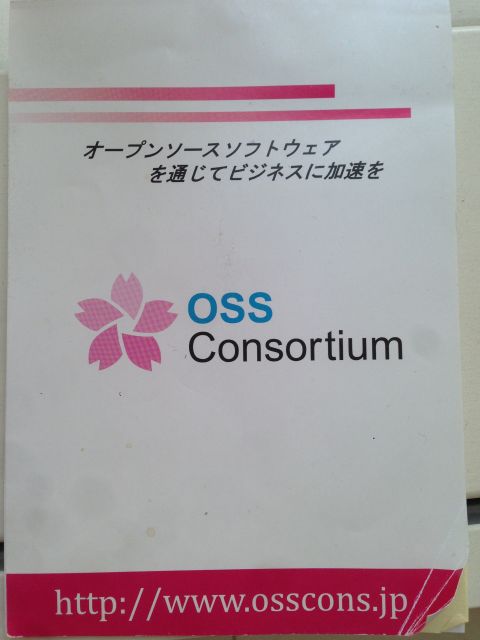 オープンソースソフトウェア
を通じてビジネスに加速を
OSS
Consortium
http://www.osscons.jp/